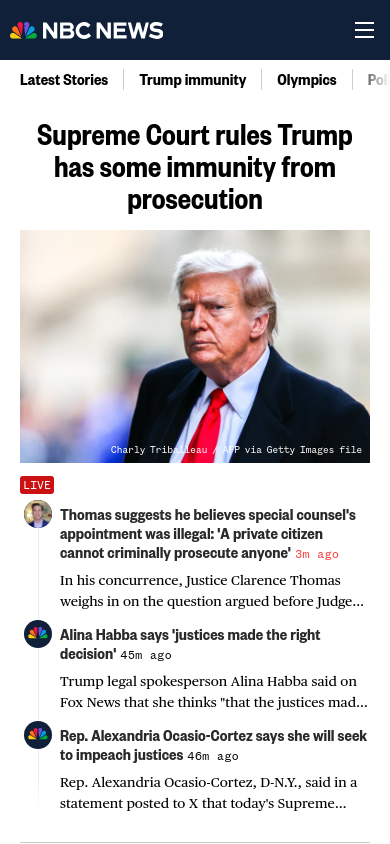 NBC NEWS
Latest Stories
Trump immunity
Olympics
Supreme Court rules Trump
has some immunity from
prosecution
Charly Tribalieau / AFP via Getty Images file
LIVE
Thomas suggests he believes special counsel's
appointment was illegal: 'A private citizen
cannot criminally prosecute anyone' 3m ago
In his concurrence, Justice Clarence Thomas
weighs in on the question argued before Judge...
Alina Habba says 'justices made the right
decision' 45m ago
Trump legal spokesperson Alina Habba said on
Fox News that she thinks "that the justices mad...
Rep. Alexandria Ocasio-Cortez says she will seek
to impeach justices 46m ago
Rep. Alexandria Ocasio-Cortez, D-N.Y., said in a
statement posted to X that today's Supreme...